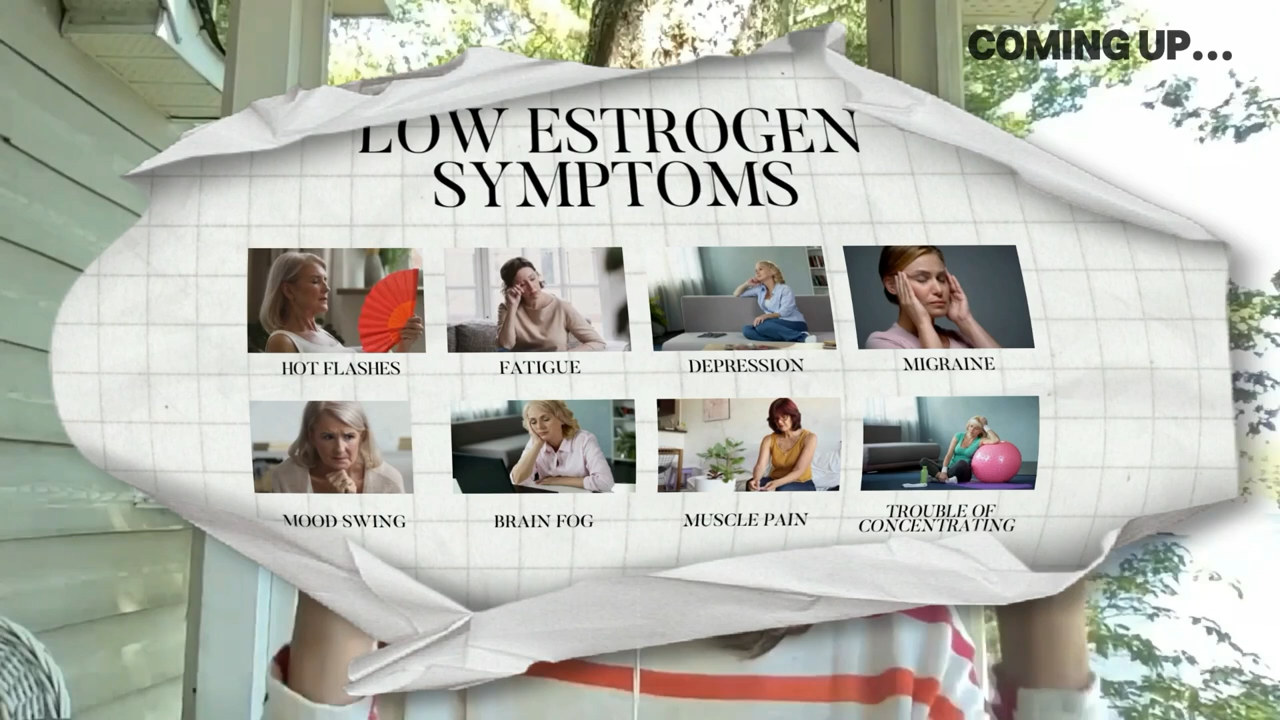 COMING UP...
LOW ESTROGEN
SYMPTOMS
HOT FLASHES
FATIGUE
DEPRESSION
MIGRAINE
MOOD SWING
BRAIN FOG
MUSCLE PAIN
TROUBLE OF
CONCENTRATING